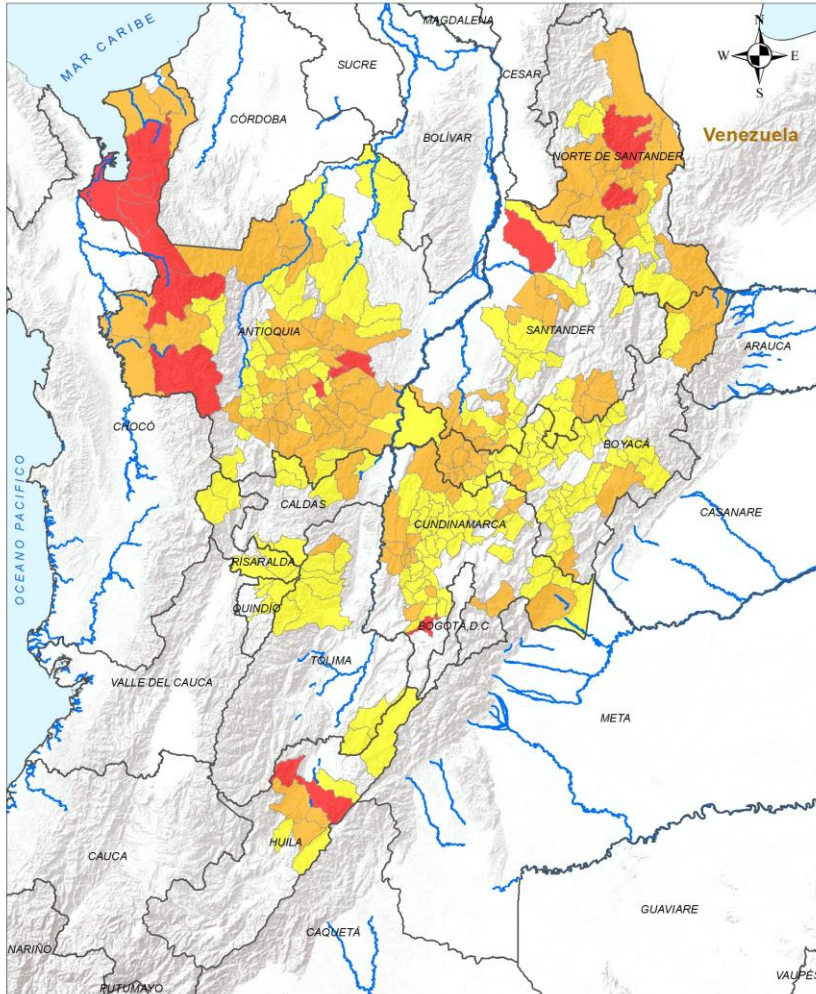 MAGDALENA
N
W E
S
MAR CARIBE
SUCRE
CESAR
CÓRDOBA
BOLÍVAR
Venezuela
NORTE DE SANTANDER
ANTIOQUIA
SANTANDER
ARAUCA
CHOCÓ
BOYACÁ
OCEANO PACIFICO
CALDAS
CASANARE
CUNDINAMARCA
RISARALDA
QUINDÍO
BOGOTÁ, D.C
TOLIMA
VALLE DEL CAUCA
META
HUILA
CAUCA
GUAVIARE
CAQUETÁ
NARIÑO
VAUPÉS
PUTUMAYO